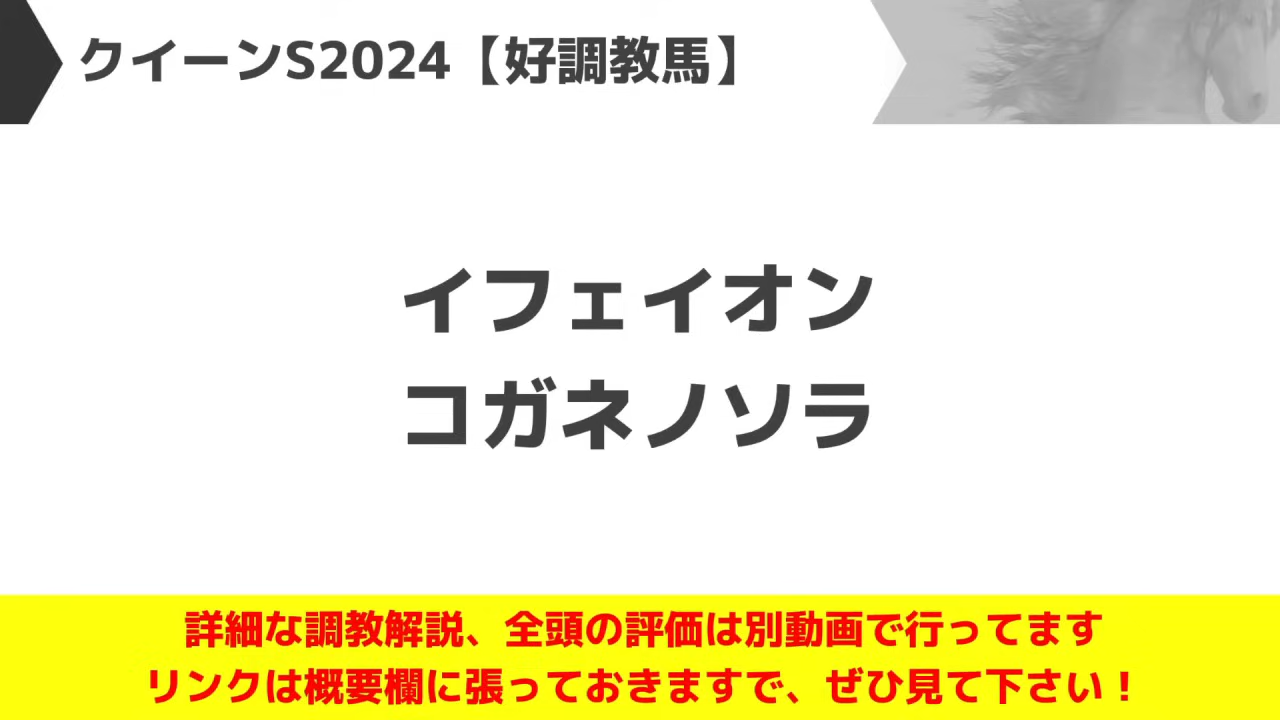 クイーンS2024【好調教馬】
イフェイオン
コガネノソラ
詳細な調教解説、全頭の評価は別動画で行ってます
リンクは概要欄に張っておきますで、ぜひ見て下さい！